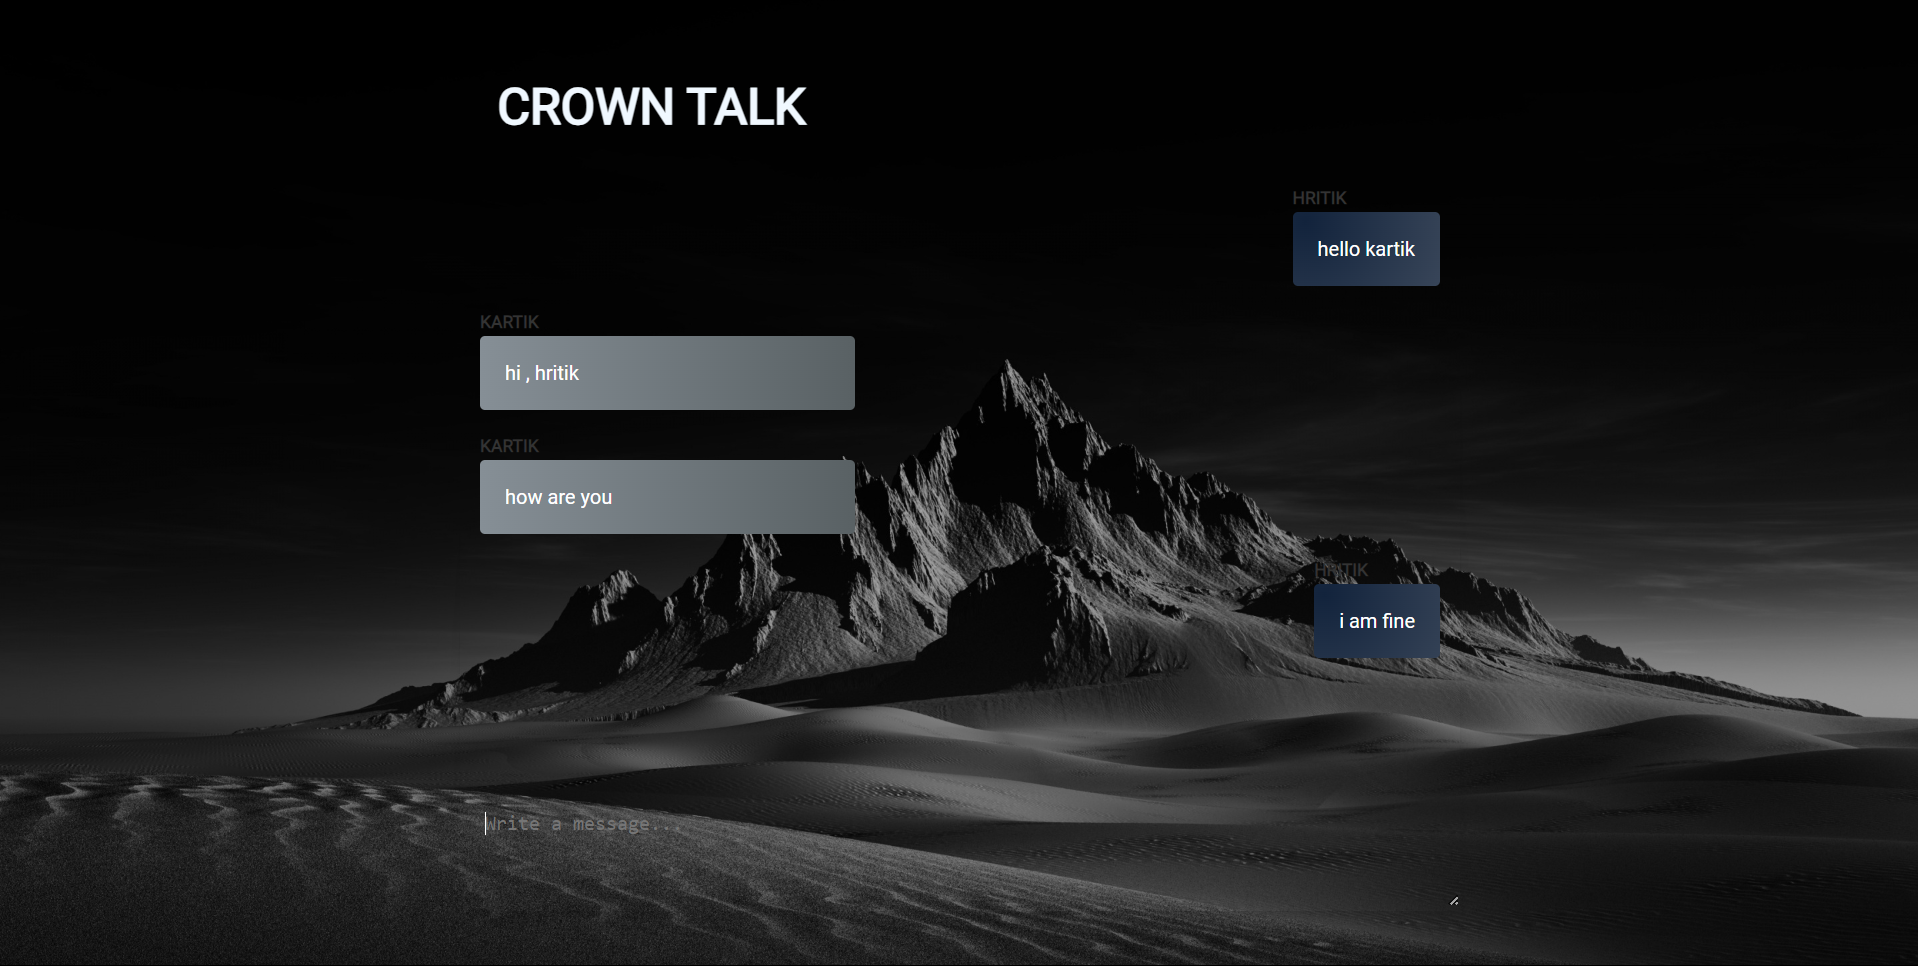 CROWN TALK
HRITIK
hello kartik
KARTIK
hi , hritik
KARTIK
how are you
HRITIK
i am fine
Write a message...